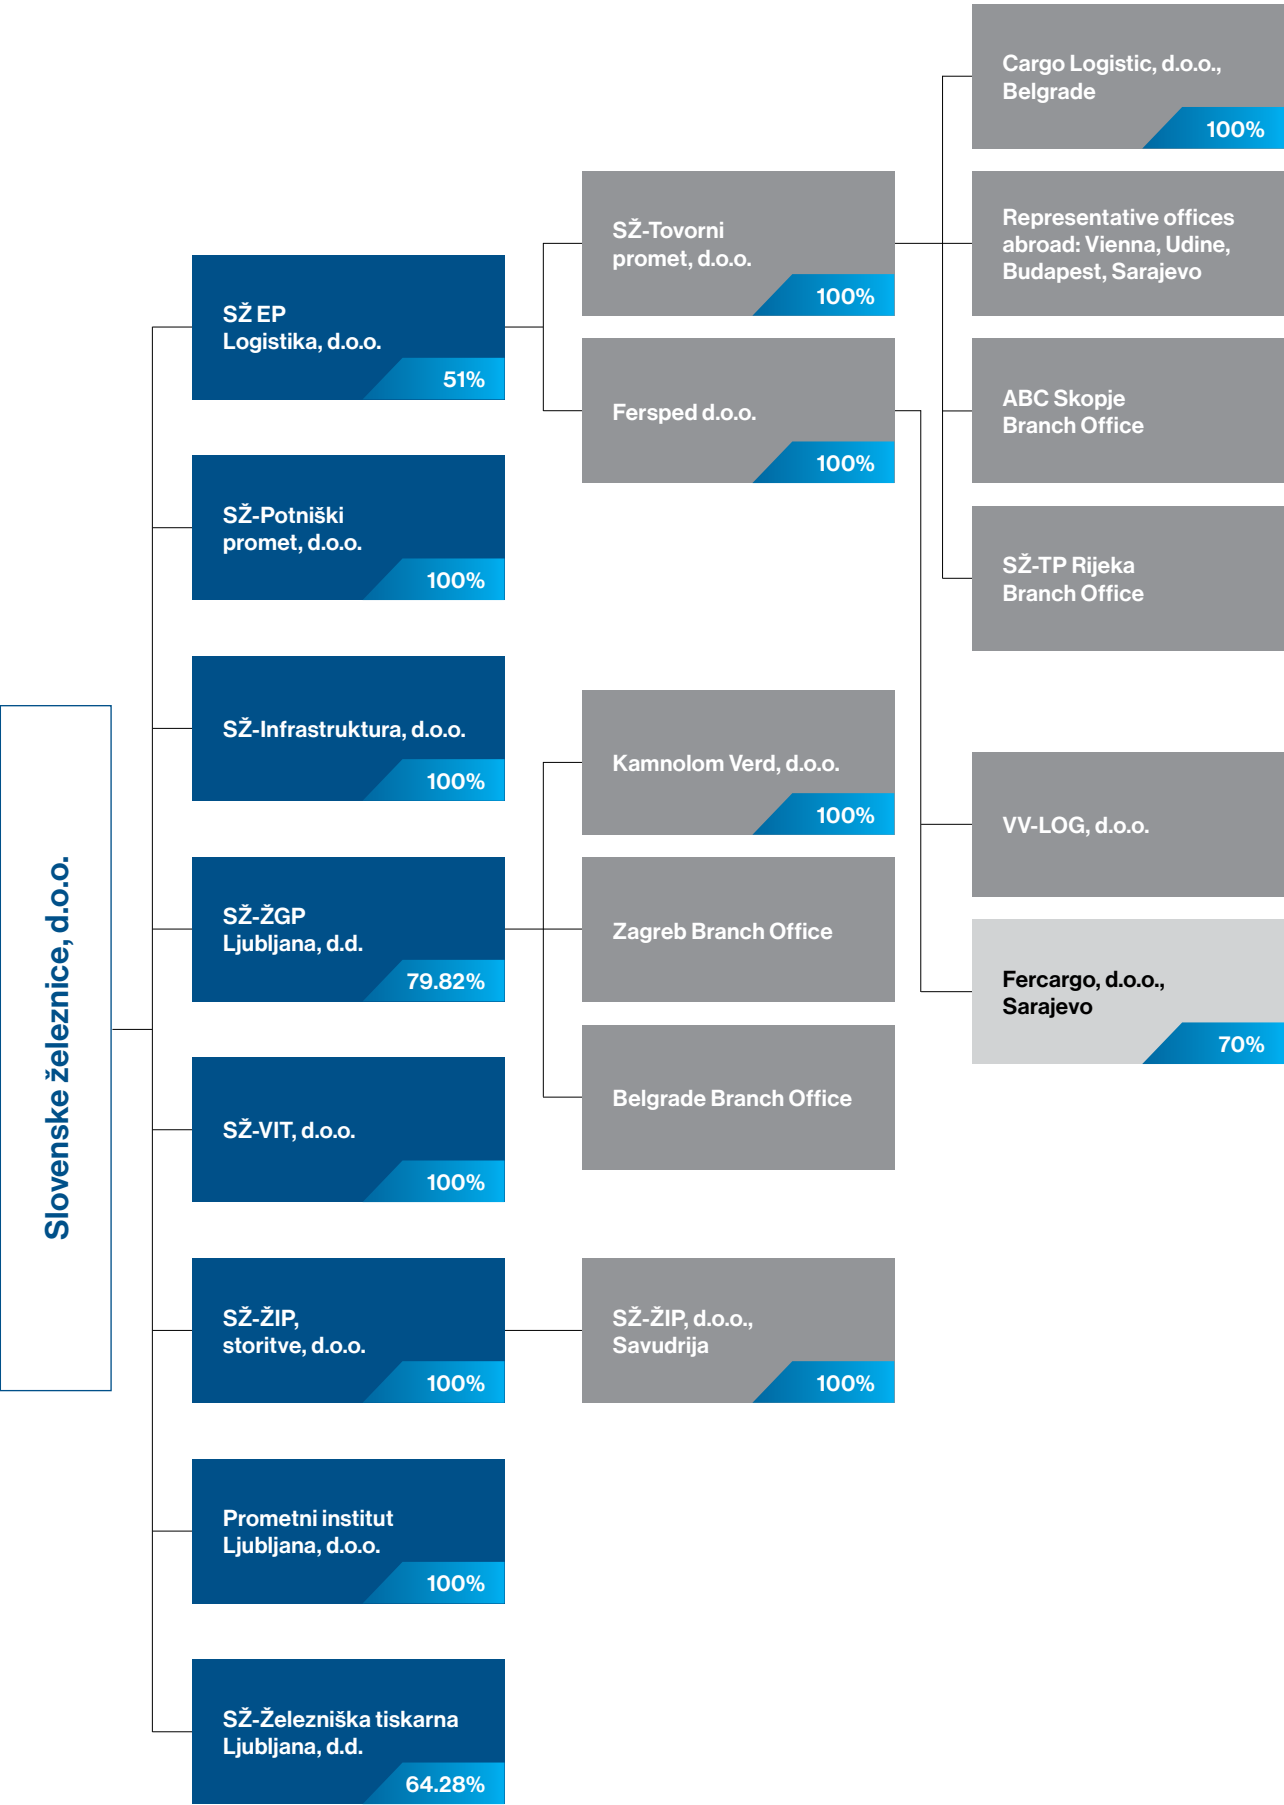 Slovenske železnice, d.o.o.
SŽ EP
Logistika, d.o.o.
51%
SŽ-Potniški
promet, d.o.o.
100%
SŽ-Infrastruktura, d.o.o.
100%
SŽ-ŽGP
Ljubljana, d.d.
79.82%
SŽ-VIT, d.o.o.
100%
SŽ-ŽIP,
storitve, d.o.o.
100%
Prometni institut
Ljubljana, d.o.o.
100%
SŽ-Železniška tiskarna
Ljubljana, d.d.
64.28%
SŽ-Tovorni
promet, d.o.o.
100%
Fersped d.o.o.
100%
Kamnolom Verd, d.o.o.
100%
Zagreb Branch Office
Belgrade Branch Office
SŽ-ŽIP, d.o.o.,
Savudrija
100%
Cargo Logistic, d.o.o.,
Belgrade
100%
Representative offices
abroad: Vienna, Udine,
Budapest, Sarajevo
ABC Skopje
Branch Office
SŽ-TP Rijeka
Branch Office
VV-LOG, d.o.o.
Fercargo, d.o.o.,
Sarajevo
70%